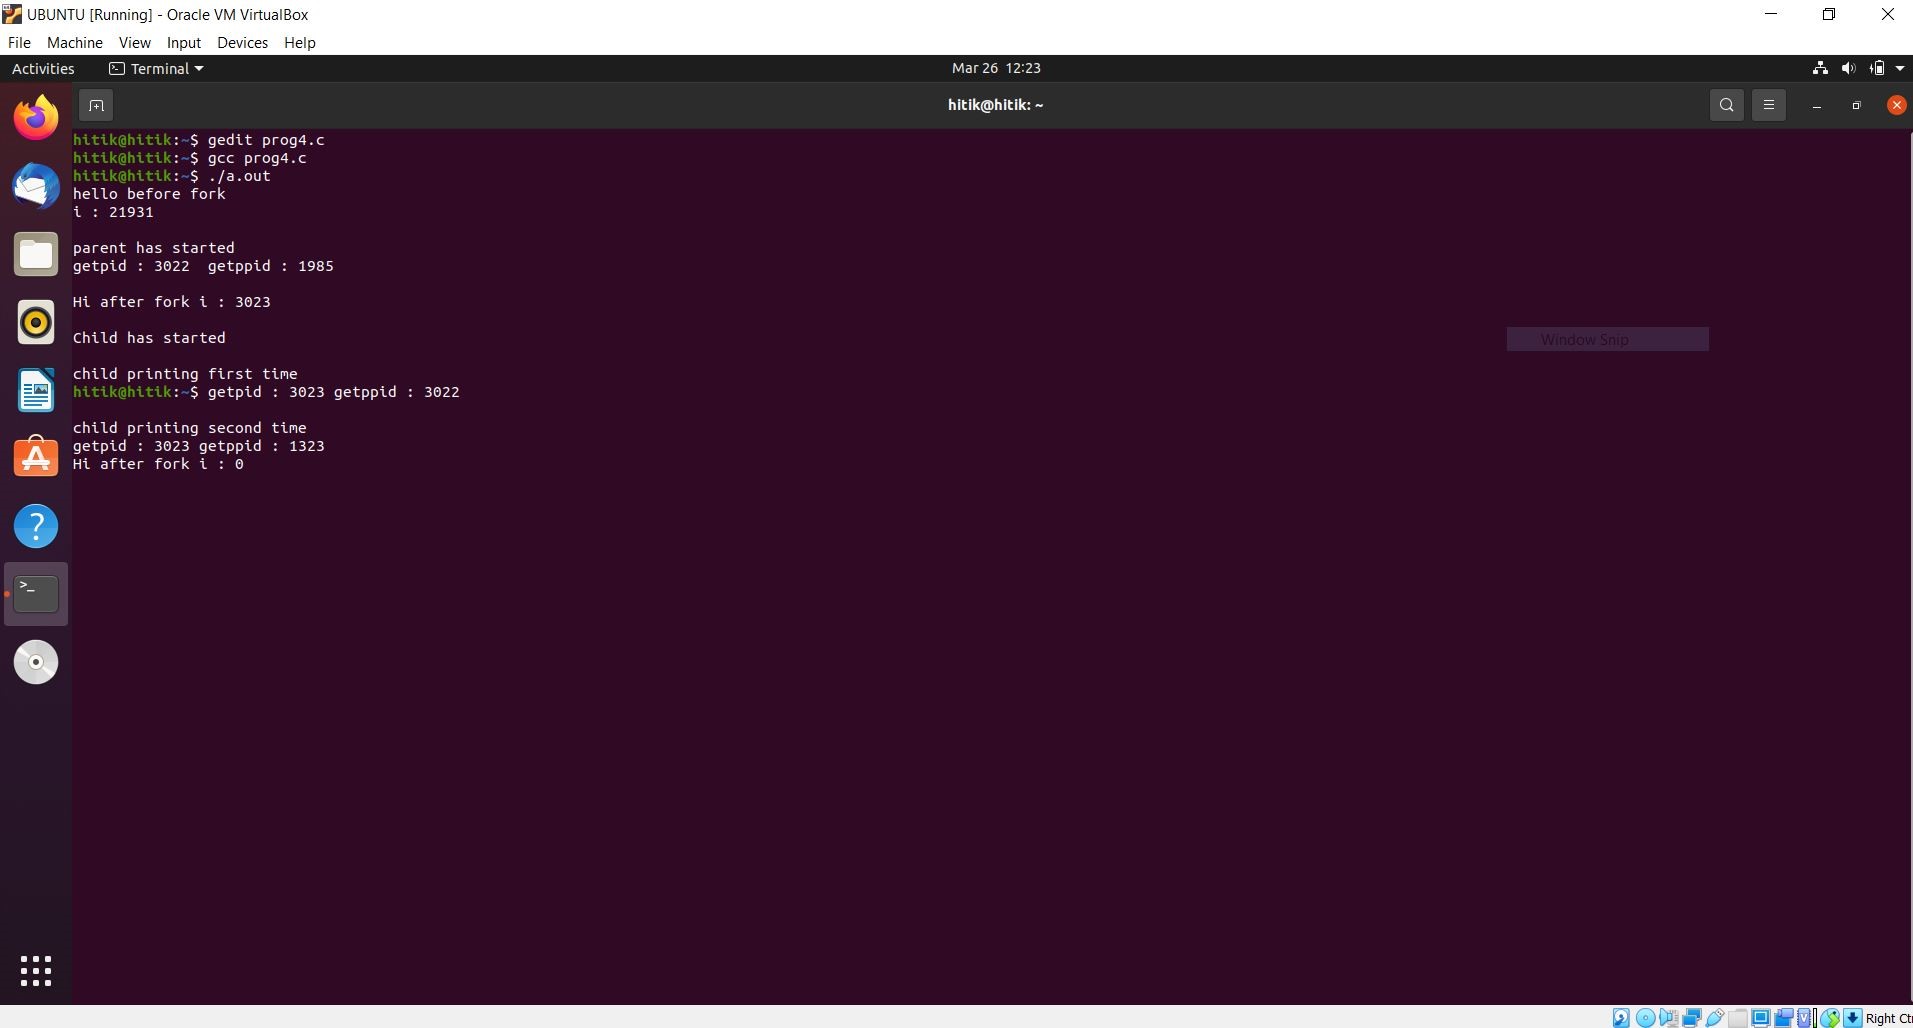 UBUNTU [Running] - Oracle VM VirtualBox
File Machine View Input Devices Help
Activities Terminal Mar 26 12:23
hitik@hitik: ~
hitik@hitik:~$ gedit prog4.c
hitik@hitik:~$ gcc prog4.c
hitik@hitik:~$ ./a.out
hello before fork
i : 21931
parent has started
getpid : 3022  getppid : 1985
Hi after fork i : 3023
Child has started
Window Snip
child printing first time
hitik@hitik:~$ getpid : 3023 getppid : 3022
child printing second time
getpid : 3023 getppid : 1323
Hi after fork i : 0
Right Ct